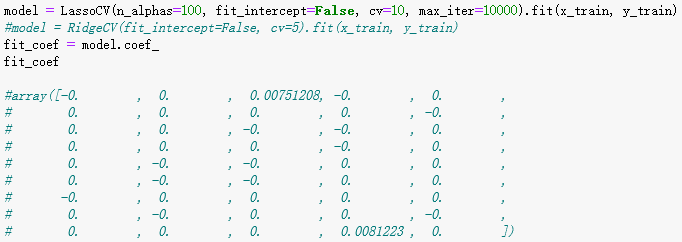 model = LassoCV(n_alphas=100, fit_intercept=False, cv=10, max_iter=10000).fit(x_train, y_train)
#model = RidgeCV(fit_intercept=False, cv=5).fit(x_train, y_train)
fit_coef = model.coef_
fit_coef
#array([-0.        ,  0.        ,  0.00751208, -0.        ,  0.        ,
#        0.        ,  0.        ,  0.        ,  0.        , -0.        ,
#        0.        ,  0.        , -0.        , -0.        ,  0.        ,
#        0.        ,  0.        ,  0.        , -0.        ,  0.        ,
#        0.        , -0.        , -0.        ,  0.        ,  0.        ,
#        0.        ,  0.        ,  0.        ,  0.        ,  0.        ,
#       -0.        ,  0.        ,  0.        ,  0.        ,  0.        ,
#        0.        , -0.        ,  0.        ,  0.        , -0.        ,
#        0.        ,  0.        ,  0.        ,  0.0081223 ,  0.        ])